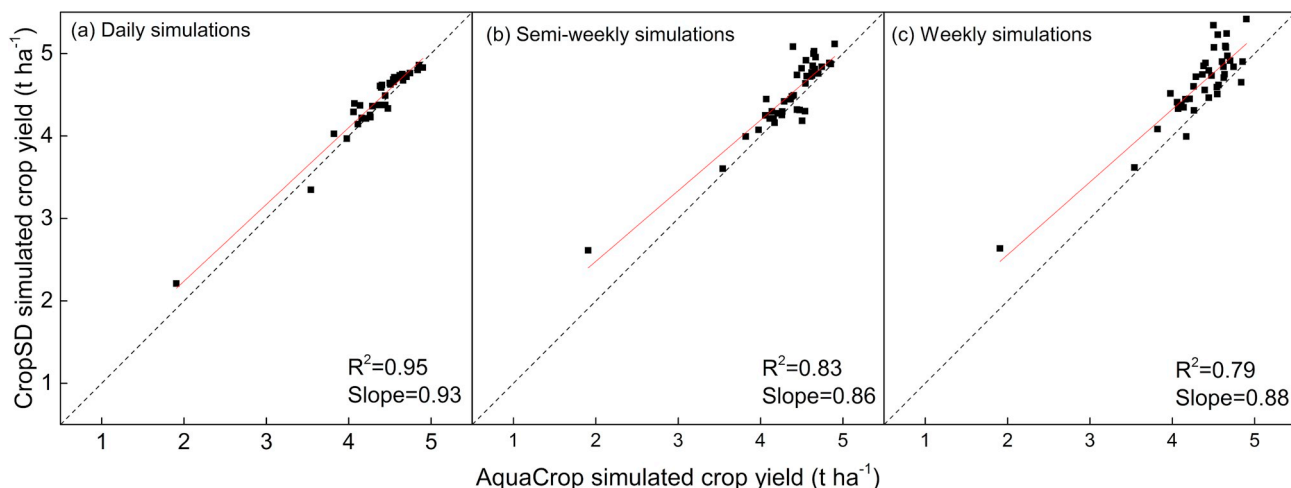 (a) Daily simulations
(b) Semi-weekly simulations
(c) Weekly simulations
CropSD simulated crop yield (t ha⁻¹)
5
4
3
2
1
R²=0.95
Slope=0.93
R²=0.83
Slope=0.86
R²=0.79
Slope=0.88
1 2 3 4 5
1 2 3 4 5
1 2 3 4 5
AquaCrop simulated crop yield (t ha⁻¹)